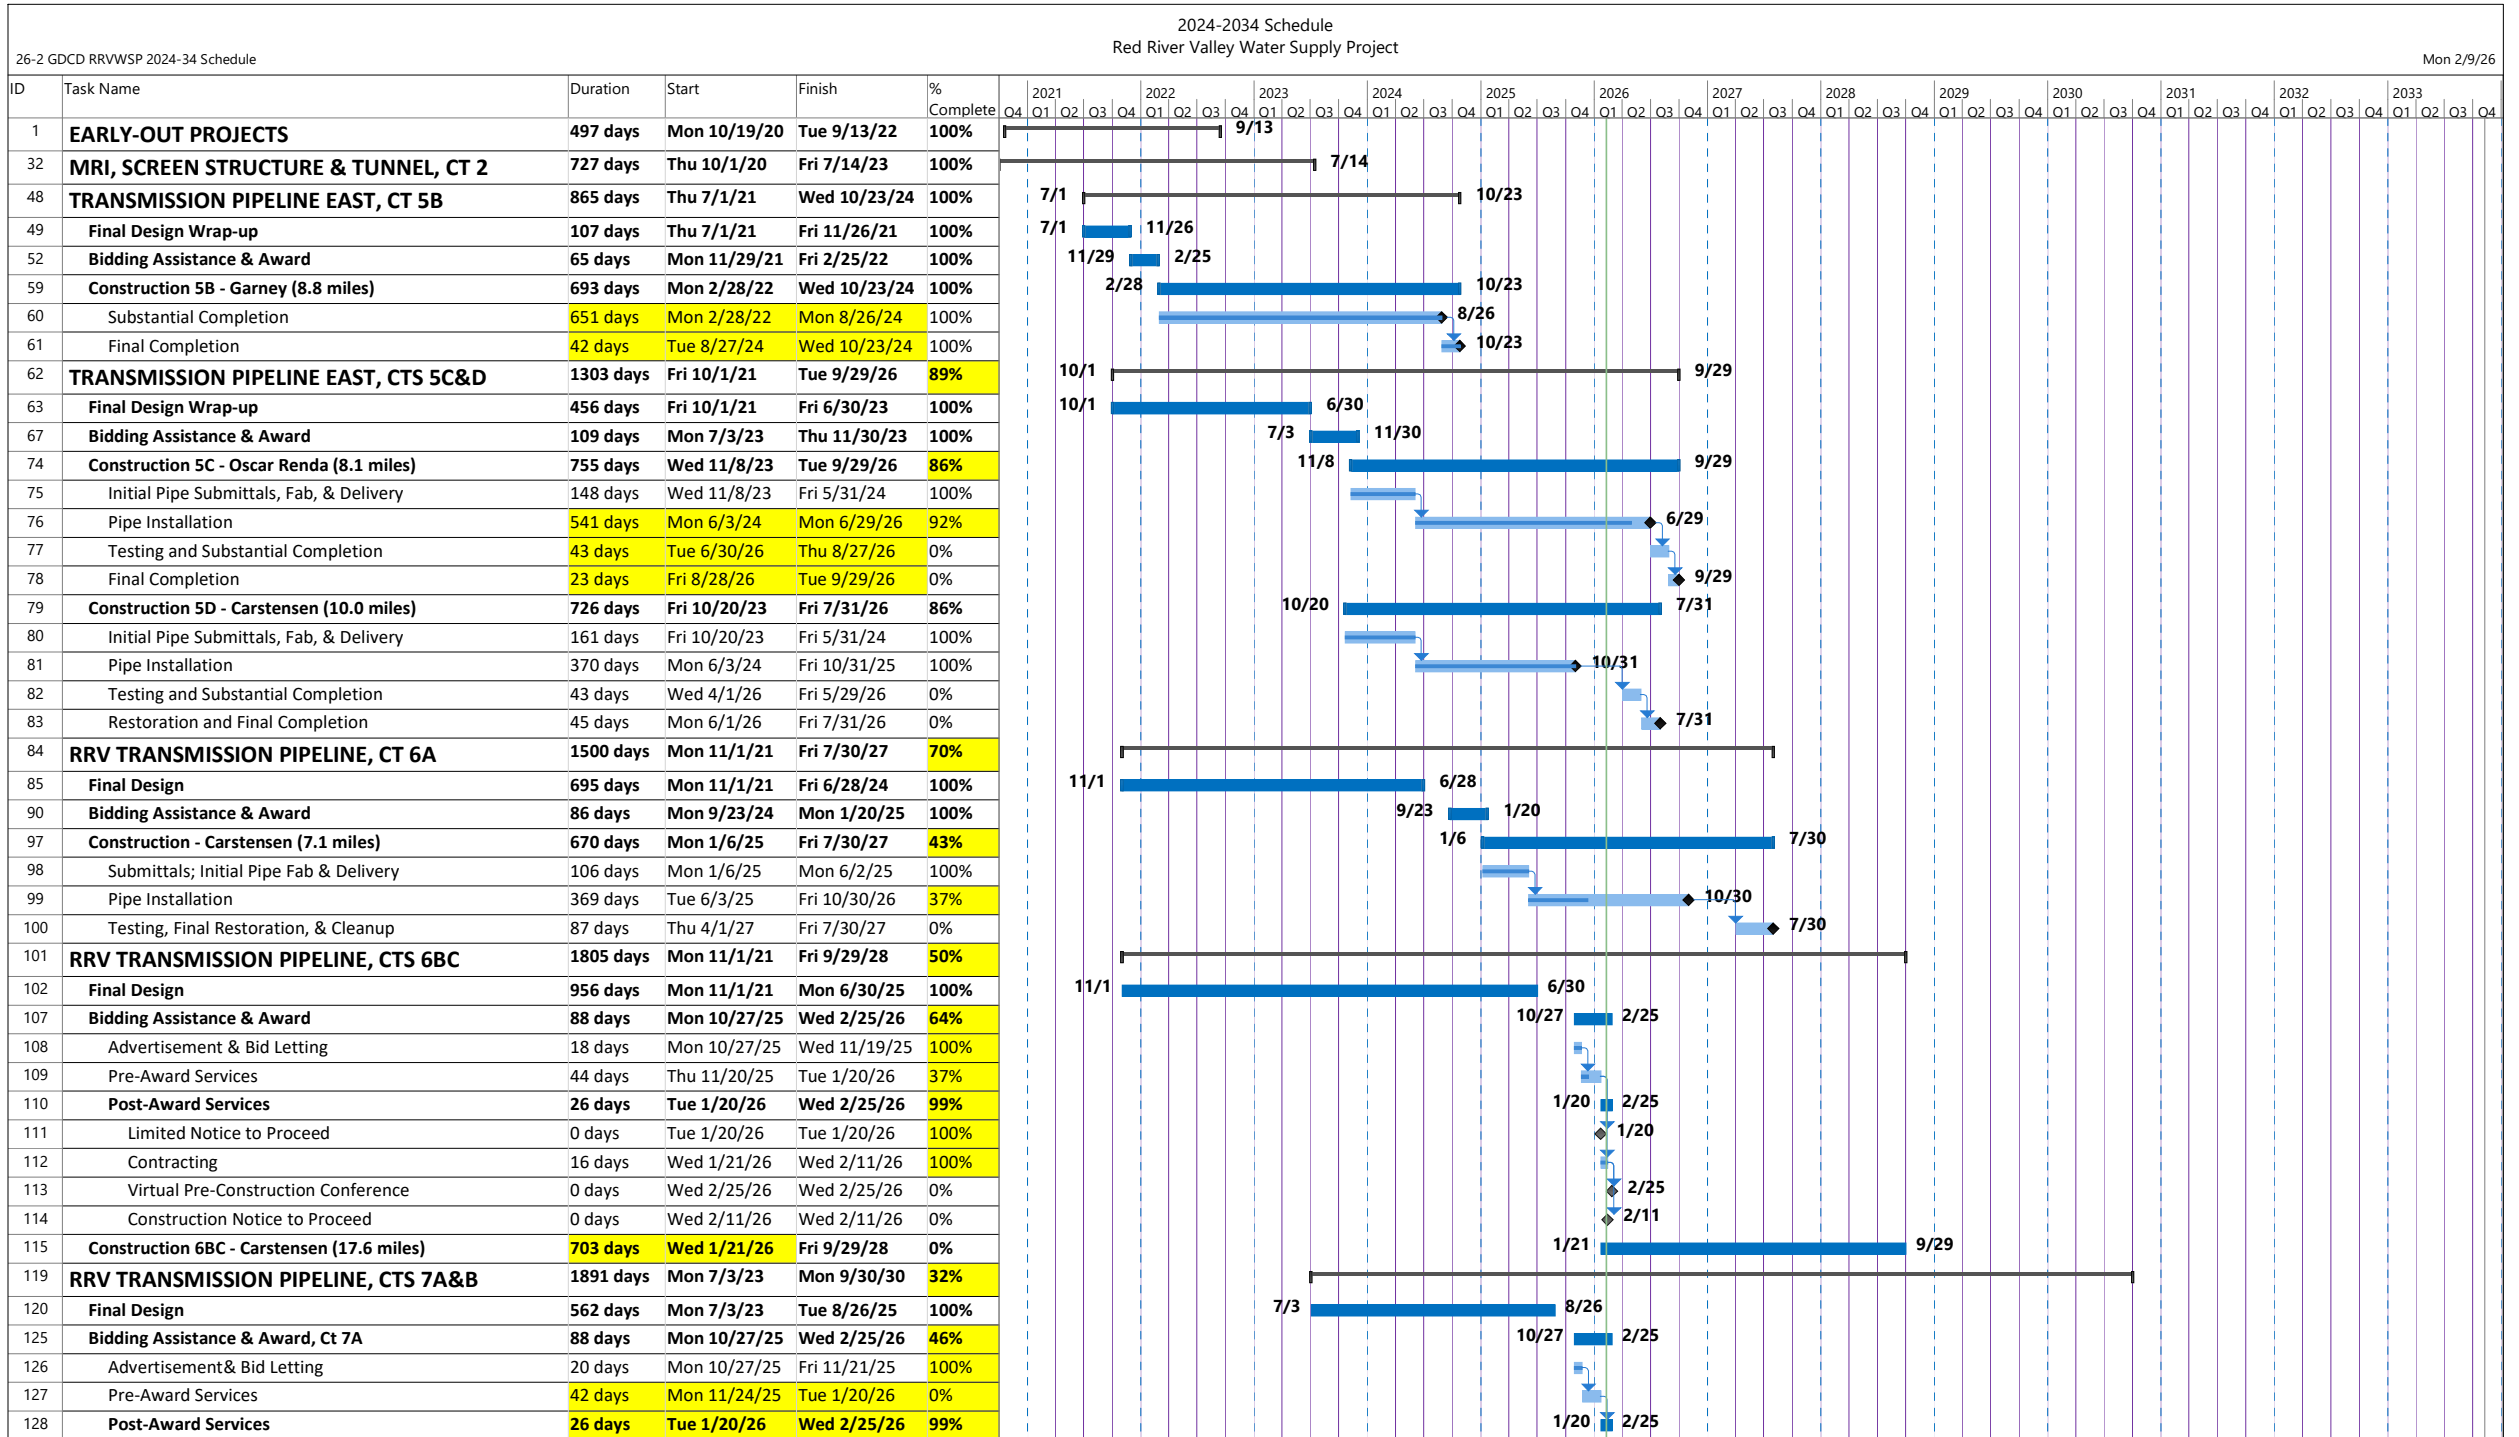 2024-2034 Schedule
Red River Valley Water Supply Project
26-2 GDCD RRVWSP 2024-34 Schedule Mon 2/9/26
ID Task Name Duration Start Finish % Complete
2021 2022 2023 2024 2025 2026 2027 2028 2029 2030 2031 2032 2033
Q4 Q1 Q2 Q3 Q4 Q1 Q2 Q3 Q4 Q1 Q2 Q3 Q4 Q1 Q2 Q3 Q4 Q1 Q2 Q3 Q4 Q1 Q2 Q3 Q4 Q1 Q2 Q3 Q4 Q1 Q2 Q3 Q4 Q1 Q2 Q3 Q4 Q1 Q2 Q3 Q4 Q1 Q2 Q3 Q4 Q1 Q2 Q3 Q4 Q1 Q2 Q3 Q4
1 EARLY-OUT PROJECTS 497 days Mon 10/19/20 Tue 9/13/22 100% 9/13
32 MRI, SCREEN STRUCTURE & TUNNEL, CT 2 727 days Thu 10/1/20 Fri 7/14/23 100% 7/14
48 TRANSMISSION PIPELINE EAST, CT 5B 865 days Thu 7/1/21 Wed 10/23/24 100% 7/1 10/23
49 Final Design Wrap-up 107 days Thu 7/1/21 Fri 11/26/21 100% 7/1 11/26
52 Bidding Assistance & Award 65 days Mon 11/29/21 Fri 2/25/22 100% 11/29 2/25
59 Construction 5B - Garney (8.8 miles) 693 days Mon 2/28/22 Wed 10/23/24 100% 2/28 10/23
60 Substantial Completion 651 days Mon 2/28/22 Mon 8/26/24 100% 8/26
61 Final Completion 42 days Tue 8/27/24 Wed 10/23/24 100% 10/23
62 TRANSMISSION PIPELINE EAST, CTS 5C&D 1303 days Fri 10/1/21 Tue 9/29/26 89% 10/1 9/29
63 Final Design Wrap-up 456 days Fri 10/1/21 Fri 6/30/23 100% 10/1 6/30
67 Bidding Assistance & Award 109 days Mon 7/3/23 Thu 11/30/23 100% 7/3 11/30
74 Construction 5C - Oscar Renda (8.1 miles) 755 days Wed 11/8/23 Tue 9/29/26 86% 11/8 9/29
75 Initial Pipe Submittals, Fab, & Delivery 148 days Wed 11/8/23 Fri 5/31/24 100%
76 Pipe Installation 541 days Mon 6/3/24 Mon 6/29/26 92% 6/29
77 Testing and Substantial Completion 43 days Tue 6/30/26 Thu 8/27/26 0%
78 Final Completion 23 days Fri 8/28/26 Tue 9/29/26 0% 9/29
79 Construction 5D - Carstensen (10.0 miles) 726 days Fri 10/20/23 Fri 7/31/26 86% 10/20 7/31
80 Initial Pipe Submittals, Fab, & Delivery 161 days Fri 10/20/23 Fri 5/31/24 100%
81 Pipe Installation 370 days Mon 6/3/24 Fri 10/31/25 100% 10/31
82 Testing and Substantial Completion 43 days Wed 4/1/26 Fri 5/29/26 0%
83 Restoration and Final Completion 45 days Mon 6/1/26 Fri 7/31/26 0% 7/31
84 RRV TRANSMISSION PIPELINE, CT 6A 1500 days Mon 11/1/21 Fri 7/30/27 70%
85 Final Design 695 days Mon 11/1/21 Fri 6/28/24 100% 11/1 6/28
90 Bidding Assistance & Award 86 days Mon 9/23/24 Mon 1/20/25 100% 9/23 1/20
97 Construction - Carstensen (7.1 miles) 670 days Mon 1/6/25 Fri 7/30/27 43% 1/6 7/30
98 Submittals; Initial Pipe Fab & Delivery 106 days Mon 1/6/25 Mon 6/2/25 100%
99 Pipe Installation 369 days Tue 6/3/25 Fri 10/30/26 37% 10/30
100 Testing, Final Restoration, & Cleanup 87 days Thu 4/1/27 Fri 7/30/27 0% 7/30
101 RRV TRANSMISSION PIPELINE, CTS 6BC 1805 days Mon 11/1/21 Fri 9/29/28 50%
102 Final Design 956 days Mon 11/1/21 Mon 6/30/25 100% 11/1 6/30
107 Bidding Assistance & Award 88 days Mon 10/27/25 Wed 2/25/26 64% 10/27 2/25
108 Advertisement & Bid Letting 18 days Mon 10/27/25 Wed 11/19/25 100%
109 Pre-Award Services 44 days Thu 11/20/25 Tue 1/20/26 37%
110 Post-Award Services 26 days Tue 1/20/26 Wed 2/25/26 99% 1/20 2/25
111 Limited Notice to Proceed 0 days Tue 1/20/26 Tue 1/20/26 100% 1/20
112 Contracting 16 days Wed 1/21/26 Wed 2/11/26 100%
113 Virtual Pre-Construction Conference 0 days Wed 2/25/26 Wed 2/25/26 0% 2/25
114 Construction Notice to Proceed 0 days Wed 2/11/26 Wed 2/11/26 0% 2/11
115 Construction 6BC - Carstensen (17.6 miles) 703 days Wed 1/21/26 Fri 9/29/28 0% 1/21 9/29
119 RRV TRANSMISSION PIPELINE, CTS 7A&B 1891 days Mon 7/3/23 Mon 9/30/30 32%
120 Final Design 562 days Mon 7/3/23 Tue 8/26/25 100% 7/3 8/26
125 Bidding Assistance & Award, Ct 7A 88 days Mon 10/27/25 Wed 2/25/26 46% 10/27 2/25
126 Advertisement& Bid Letting 20 days Mon 10/27/25 Fri 11/21/25 100%
127 Pre-Award Services 42 days Mon 11/24/25 Tue 1/20/26 0%
128 Post-Award Services 26 days Tue 1/20/26 Wed 2/25/26 99% 1/20 2/25